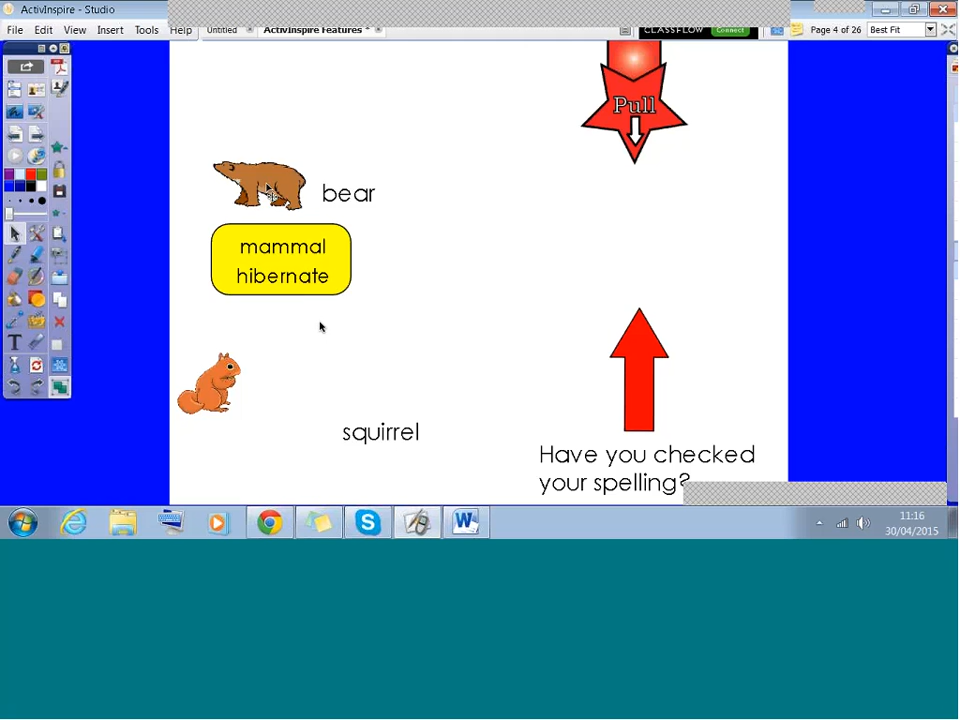 ActivInspire - Studio
File Edit View Insert Tools Help
Untitled ActivInspire Features *
CLASSFLOW Connect
Page 4 of 26 Best Fit
Pull
bear
mammal
hibernate
squirrel
Have you checked
your spelling?
T
11:16
30/04/2015